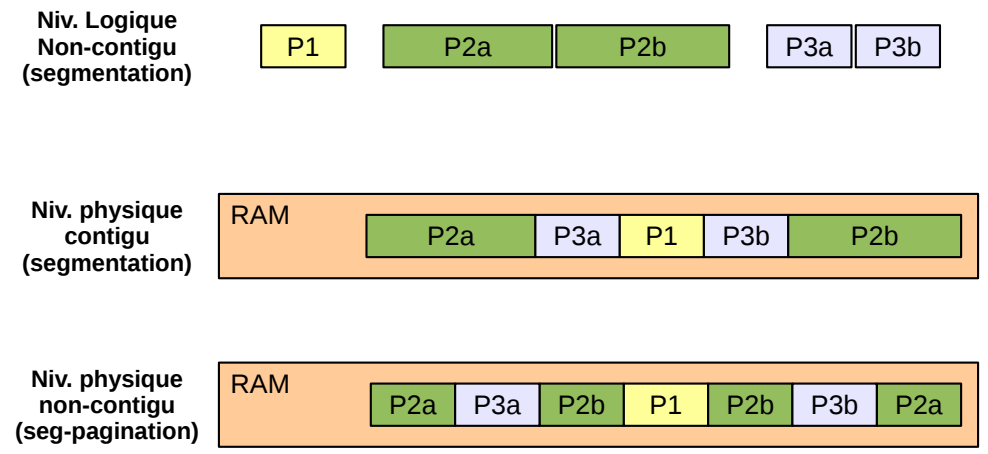 Niv. Logique
Non-contigu
(segmentation)
P1 P2a P2b P3a P3b
Niv. physique
contigu
(segmentation)
RAM
P2a P3a P1 P3b P2b
Niv. physique
non-contigu
(seg-pagination)
RAM
P2a P3a P2b P1 P2b P3b P2a